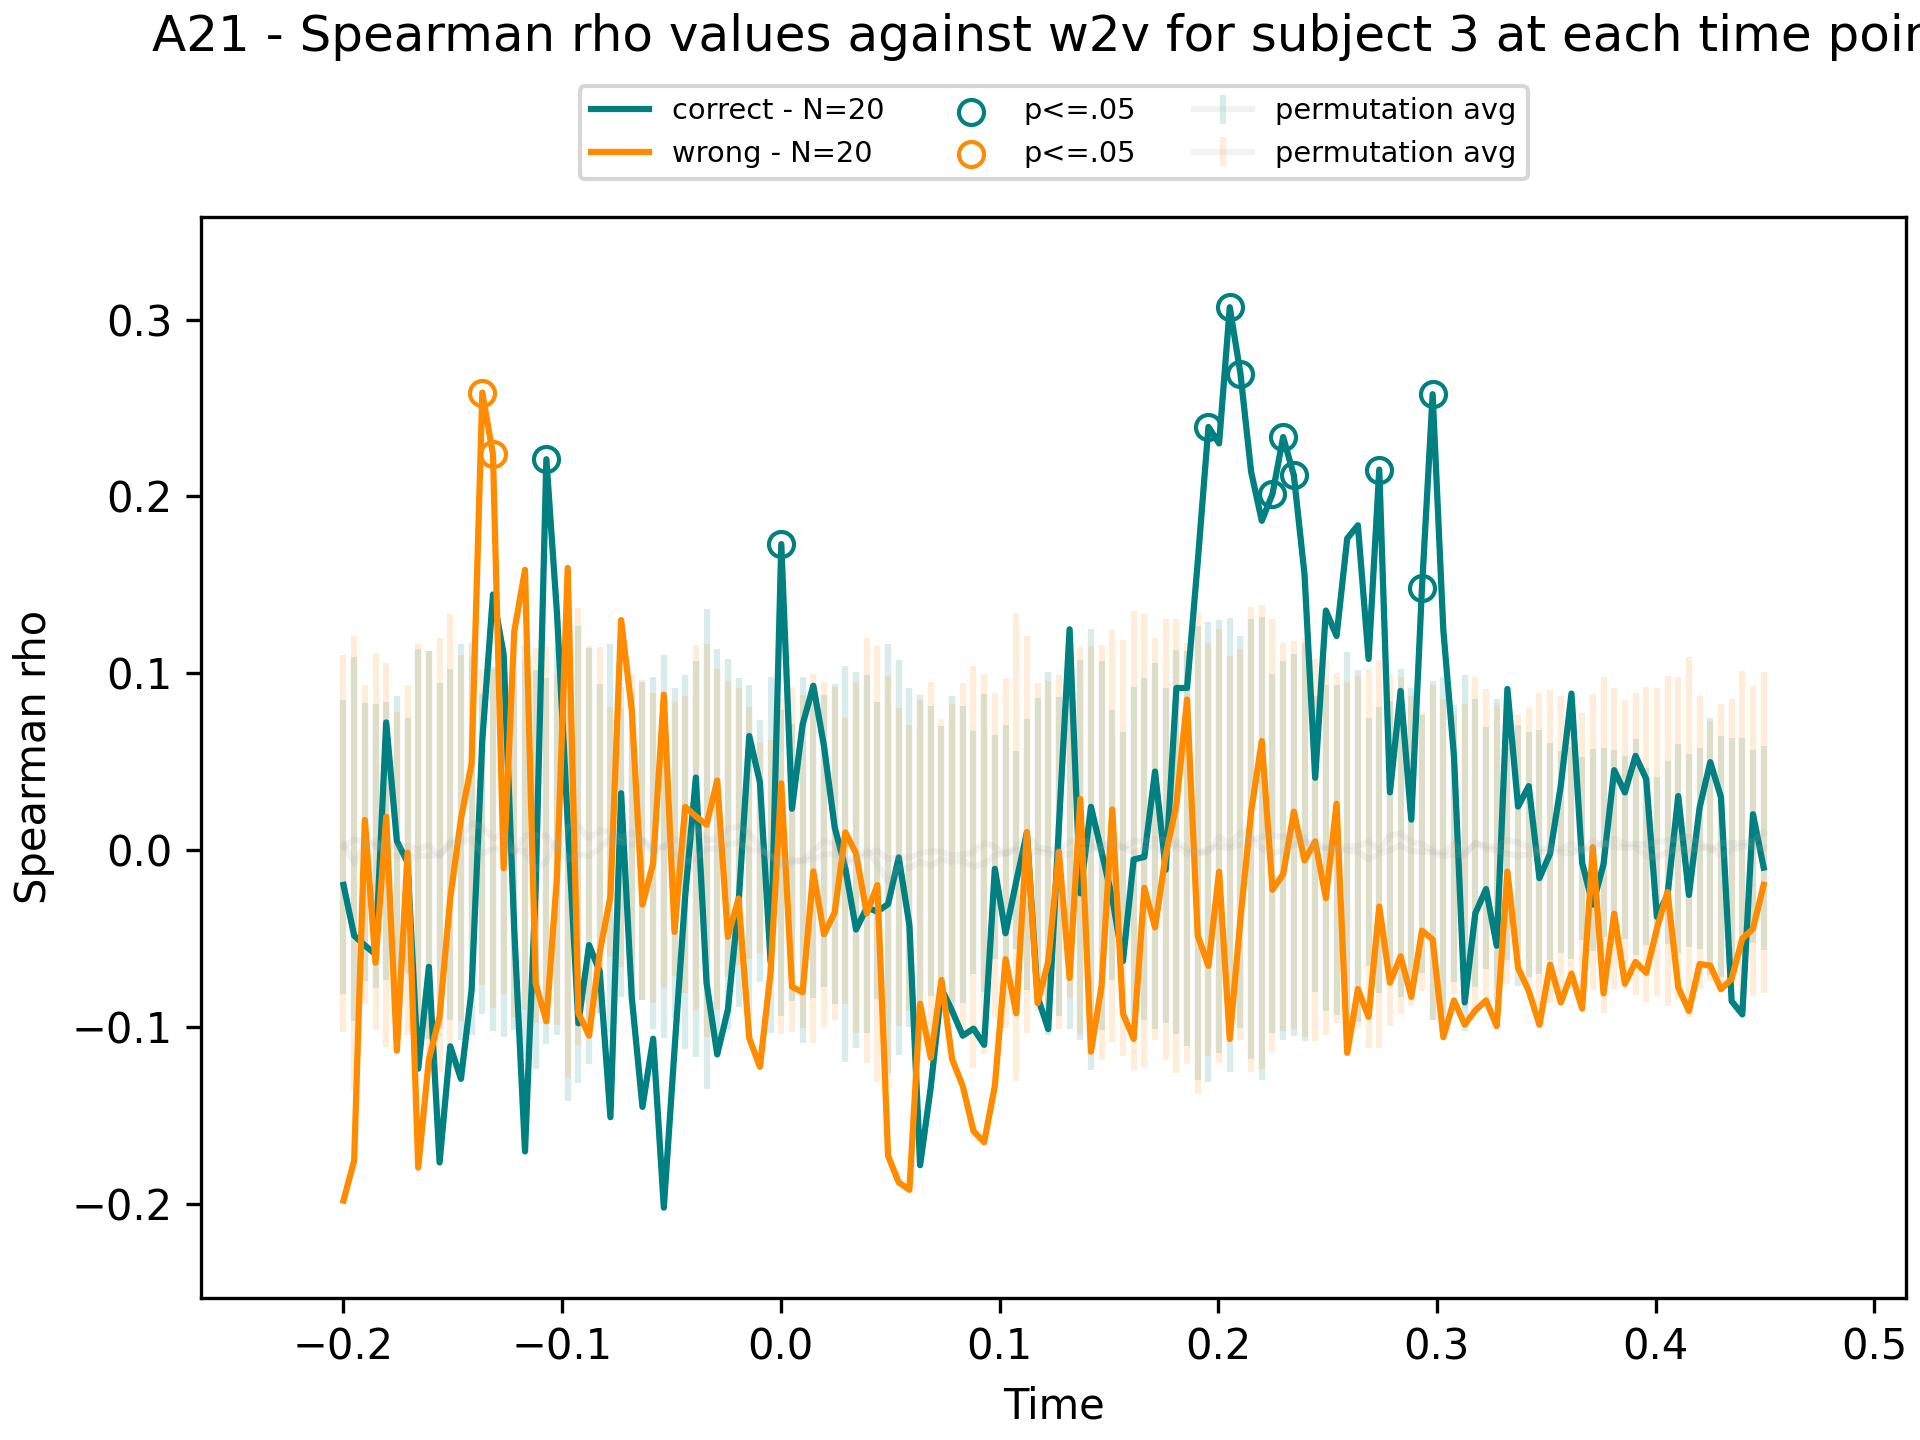 A21 - Spearman rho values against w2v for subject 3 at each time poin
correct - N=20 p<=.05 permutation avg
wrong - N=20 p<=.05 permutation avg
Spearman rho
0.3
0.2
0.1
0.0
−0.1
−0.2
−0.2 −0.1 0.0 0.1 0.2 0.3 0.4 0.5
Time